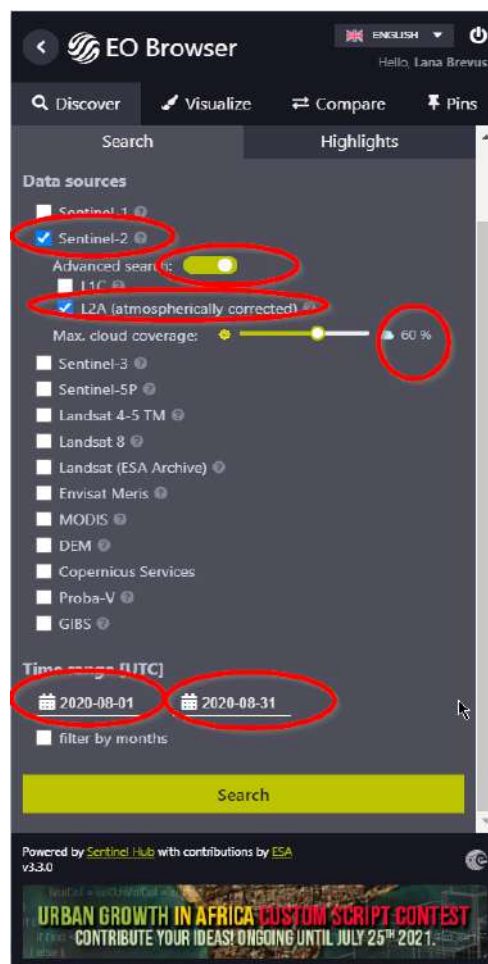 EO Browser
ENGLISH
Hello, Lana Brevus
Discover Visualize Compare Pins
Search Highlights
Data sources
Sentinel-1
Sentinel-2
Advanced search:
L1C
L2A (atmospherically corrected)
Max. cloud coverage: 60 %
Sentinel-3
Sentinel-5P
Landsat 4-5 TM
Landsat 8
Landsat (ESA Archive)
Envisat Meris
MODIS
DEM
Copernicus Services
Proba-V
GIBS
Time range [UTC]
2020-08-01 2020-08-31
filter by months
Search
Powered by Sentinel Hub with contributions by ESA
v3.3.0
URBAN GROWTH IN AFRICA CUSTOM SCRIPT CONTEST
CONTRIBUTE YOUR IDEAS! ONGOING UNTIL JULY 25TH 2021.